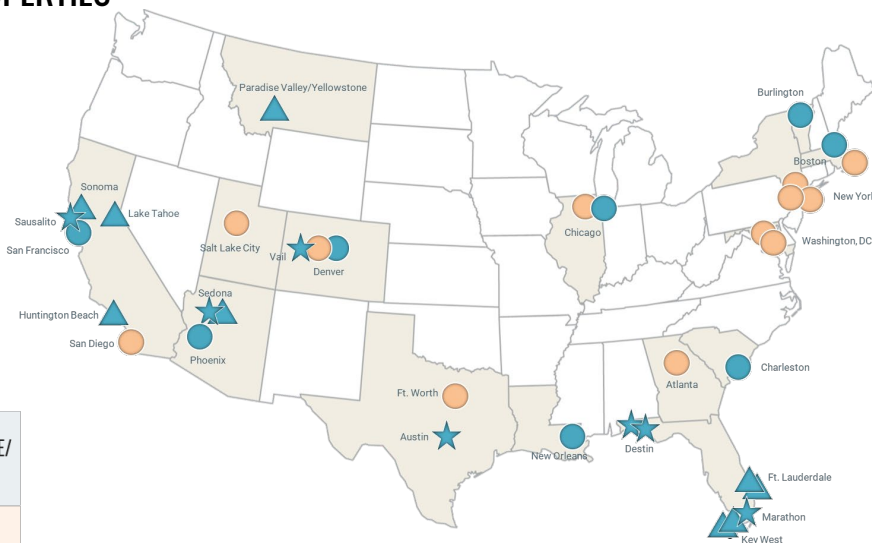 PERTIES
Burlington
Paradise Valley/Yellowstone
Boston
Sonoma
New York
Lake Tahoe
Sausalito
Salt Lake City
Chicago
San Francisco
Washington, DC
Vail
Denver
Sedona
Huntington Beach
San Diego
Phoenix
Charleston
Atlanta
Ft. Worth
Austin
E/
Destin
New Orleans
Ft. Lauderdale
Marathon
Key West